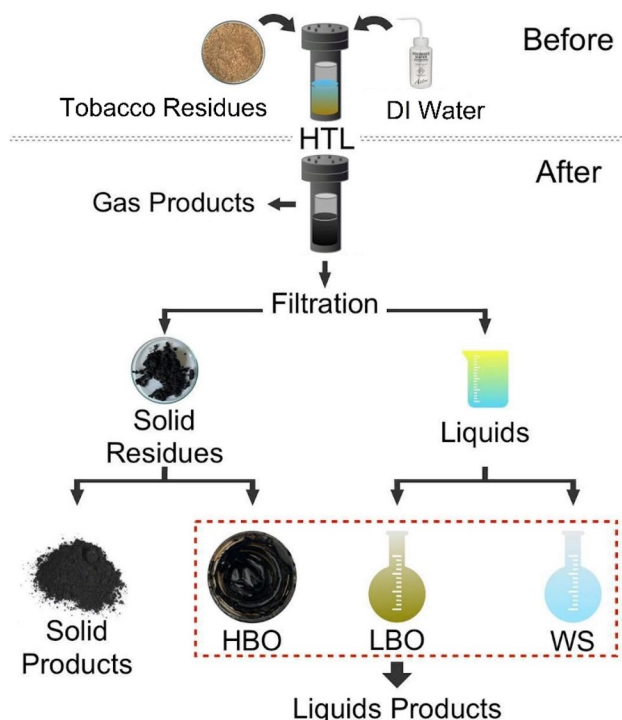 Before
Tobacco Residues
DI Water
HTL
After
Gas Products
Filtration
Solid
Residues
Liquids
Solid
Products
HBO
LBO
WS
Liquids Products